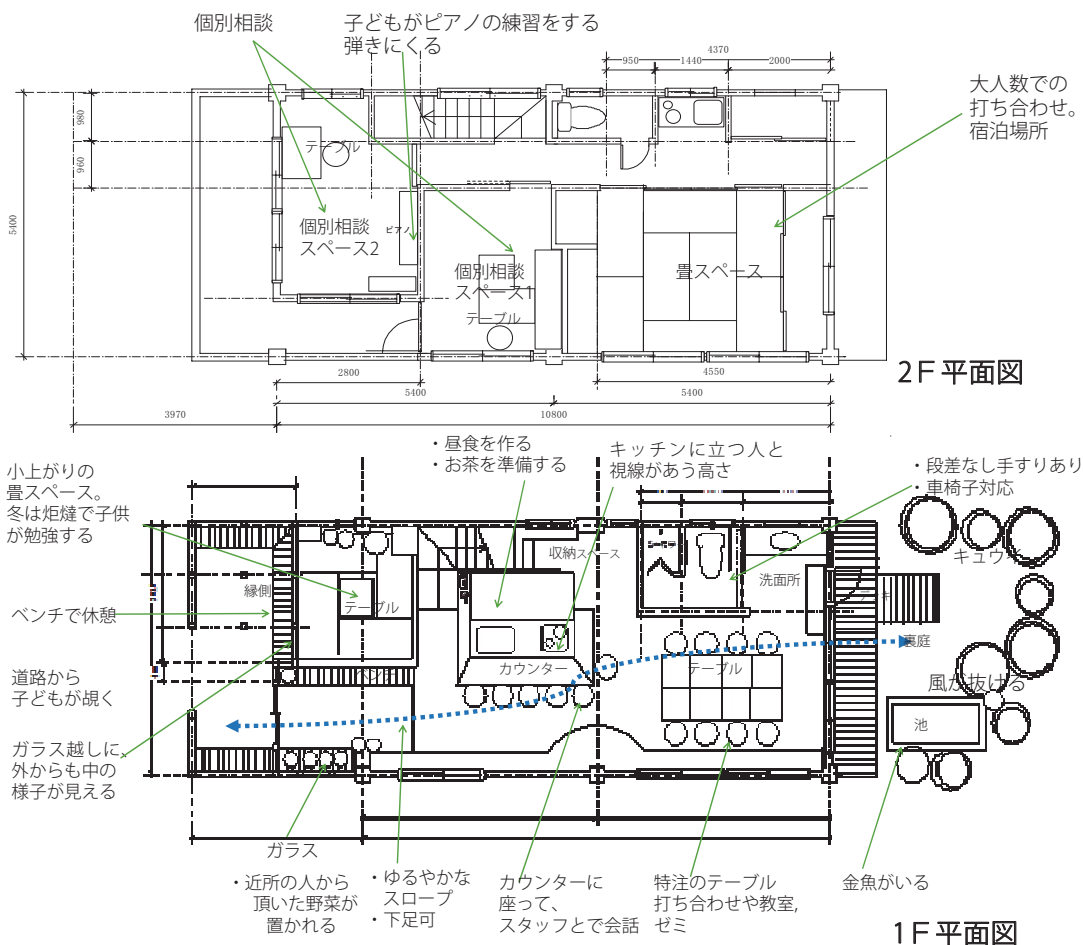 個別相談
子どもがピアノの練習をする
弾きにくる
4370
950
1440
2000
大人数での
打ち合わせ。
宿泊場所
980
960
5400
テーブル
個別相談
スペース2
ピアノ
個別相談
スペース1
テーブル
畳スペース
2F平面図
2800
4550
5400
5400
3970
10800
・昼食を作る
・お茶を準備する
キッチンに立つ人と
視線があう高さ
・段差なし手すりあり
・車椅子対応
小上がりの
畳スペース。
冬は炬燵で子供
が勉強する
収納スペース
キュウイ
洗面所
縁側
テーブル
デッキ
ベンチで休憩
カウンター
テーブル
裏庭
ベンチ
道路から
子どもが覘く
風が抜ける
池
ガラス越しに
外からも中の
様子が見える
ガラス
・近所の人から
頂いた野菜が
置かれる
・ゆるやかな
スロープ
・下足可
カウンターに
座って、
スタッフとで会話
特注のテーブル
打ち合わせや教室,
ゼミ
金魚がいる
1F平面図